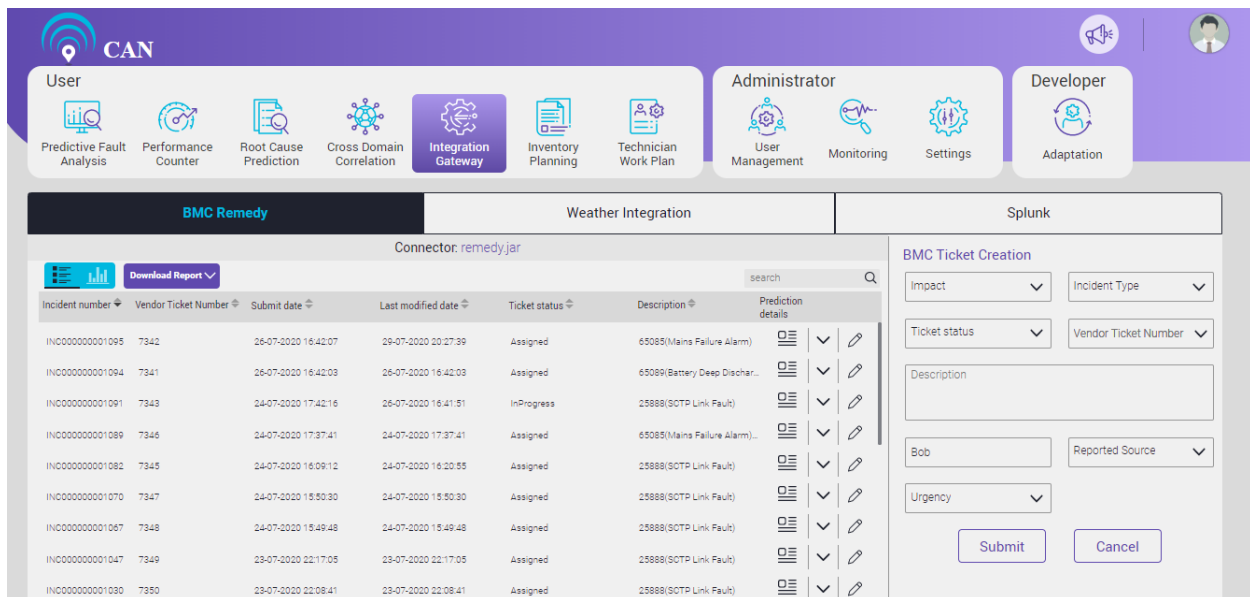 CAN
User
Administrator
Developer
Predictive Fault Analysis
Performance Counter
Root Cause Prediction
Cross Domain Correlation
Integration Gateway
Inventory Planning
Technician Work Plan
User Management
Monitoring
Settings
Adaptation
BMC Remedy
Weather Integration
Splunk
Connector: remedy.jar
Download Report
search
Incident number Vendor Ticket Number Submit date Last modified date Ticket status Description Prediction details
INC000000001095 7342 26-07-2020 16:42:07 29-07-2020 20:27:39 Assigned 65085(Mains Failure Alarm)
INC000000001094 7341 26-07-2020 16:42:03 26-07-2020 16:42:03 Assigned 65089(Battery Deep Dischar...
INC000000001091 7343 24-07-2020 17:42:16 26-07-2020 16:41:51 InProgress 25888(SCTP Link Fault)
INC000000001089 7346 24-07-2020 17:37:41 24-07-2020 17:37:41 Assigned 65085(Mains Failure Alarm)...
INC000000001082 7345 24-07-2020 16:09:12 24-07-2020 16:20:55 Assigned 25888(SCTP Link Fault)
INC000000001070 7347 24-07-2020 15:50:30 24-07-2020 15:50:30 Assigned 25888(SCTP Link Fault)
INC000000001067 7348 24-07-2020 15:49:48 24-07-2020 15:49:48 Assigned 25888(SCTP Link Fault)
INC000000001047 7349 23-07-2020 22:17:05 23-07-2020 22:17:05 Assigned 25888(SCTP Link Fault)
INC000000001030 7350 23-07-2020 22:08:41 23-07-2020 22:08:41 Assigned 25888(SCTP Link Fault)
BMC Ticket Creation
Impact
Incident Type
Ticket status
Vendor Ticket Number
Description
Bob
Reported Source
Urgency
Submit
Cancel